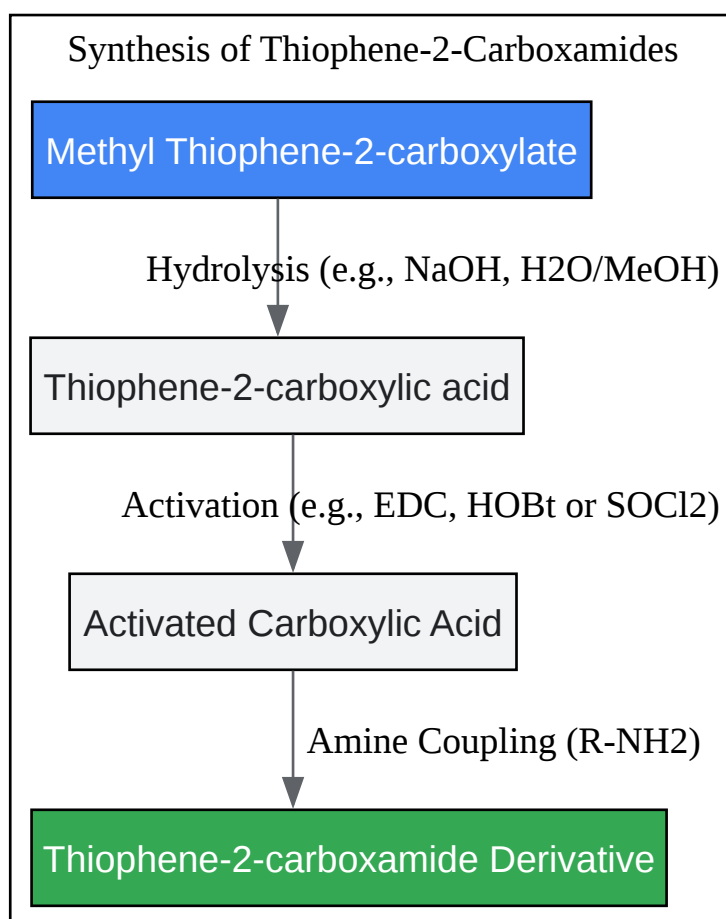 Synthesis of Thiophene-2-Carboxamides
Methyl Thiophene-2-carboxylate
Hydrolysis (e.g., NaOH, H2O/MeOH)
Thiophene-2-carboxylic acid
Activation (e.g., EDC, HOBt or SOCl2)
Activated Carboxylic Acid
Amine Coupling (R-NH2)
Thiophene-2-carboxamide Derivative